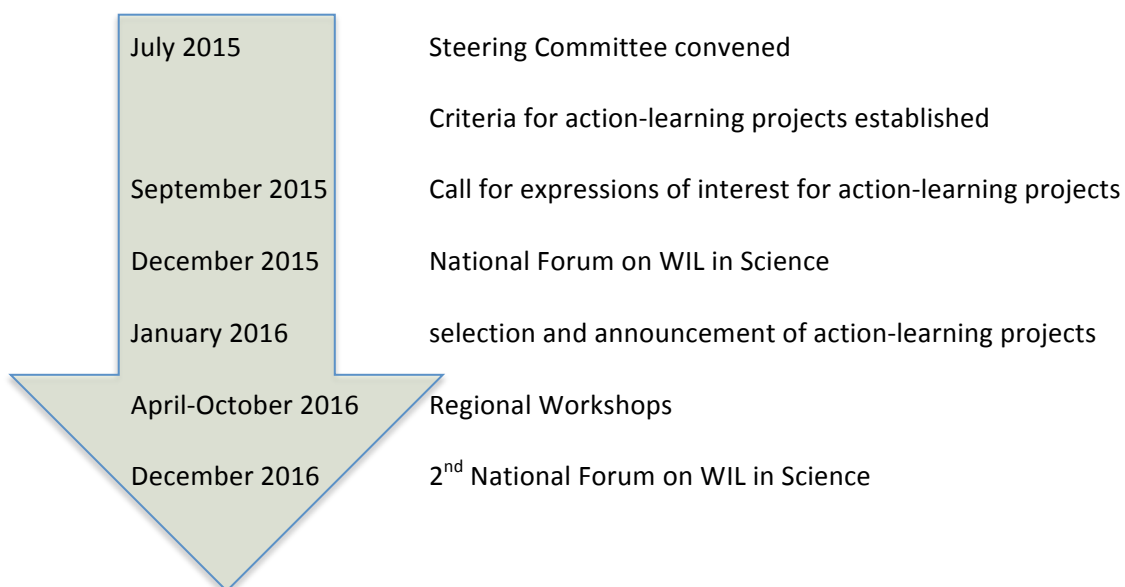 July 2015 Steering Committee convened
Criteria for action-learning projects established
September 2015 Call for expressions of interest for action-learning projects
December 2015 National Forum on WIL in Science
January 2016 selection and announcement of action-learning projects
April-October 2016 Regional Workshops
December 2016 2nd National Forum on WIL in Science